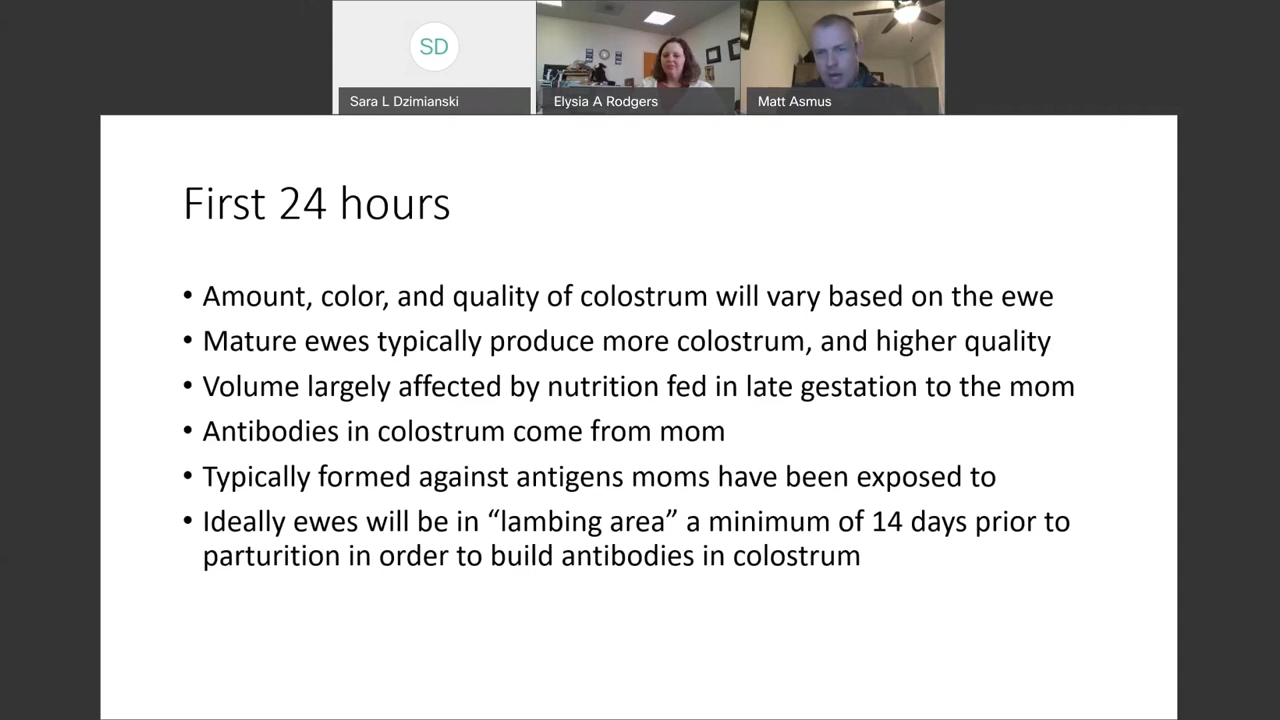 SD
Sara L Dzimianski
Elysia A Rodgers
Matt Asmus
First 24 hours
• Amount, color, and quality of colostrum will vary based on the ewe
• Mature ewes typically produce more colostrum, and higher quality
• Volume largely affected by nutrition fed in late gestation to the mom
• Antibodies in colostrum come from mom
• Typically formed against antigens moms have been exposed to
• Ideally ewes will be in “lambing area” a minimum of 14 days prior to
parturition in order to build antibodies in colostrum